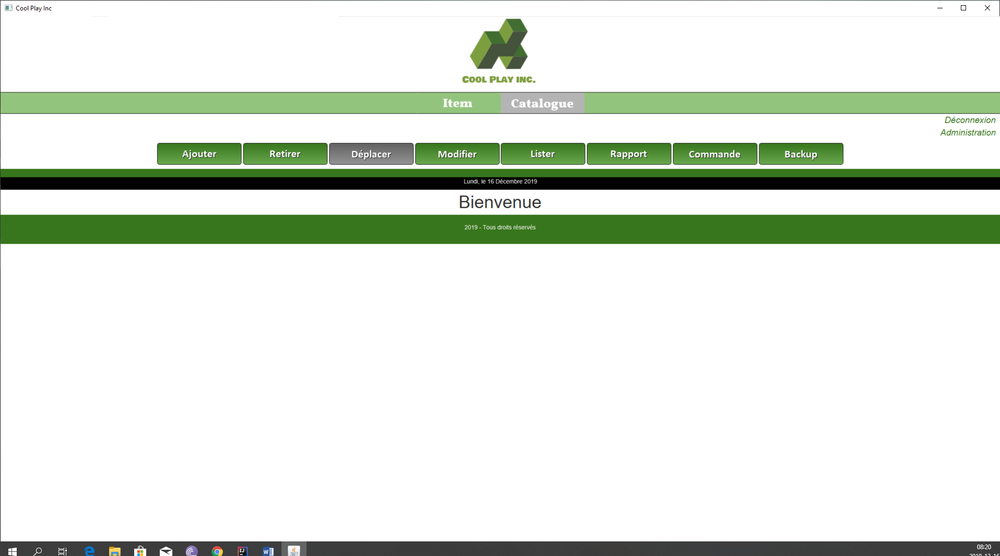 Cool Play Inc
COOL PLAY INC.
Item Catalogue
Déconnexion
Administration
Ajouter Retirer Déplacer Modifier Lister Rapport Commande Backup
Lundi, le 16 Décembre 2019
Bienvenue
2019 - Tous droits réservés
08:20